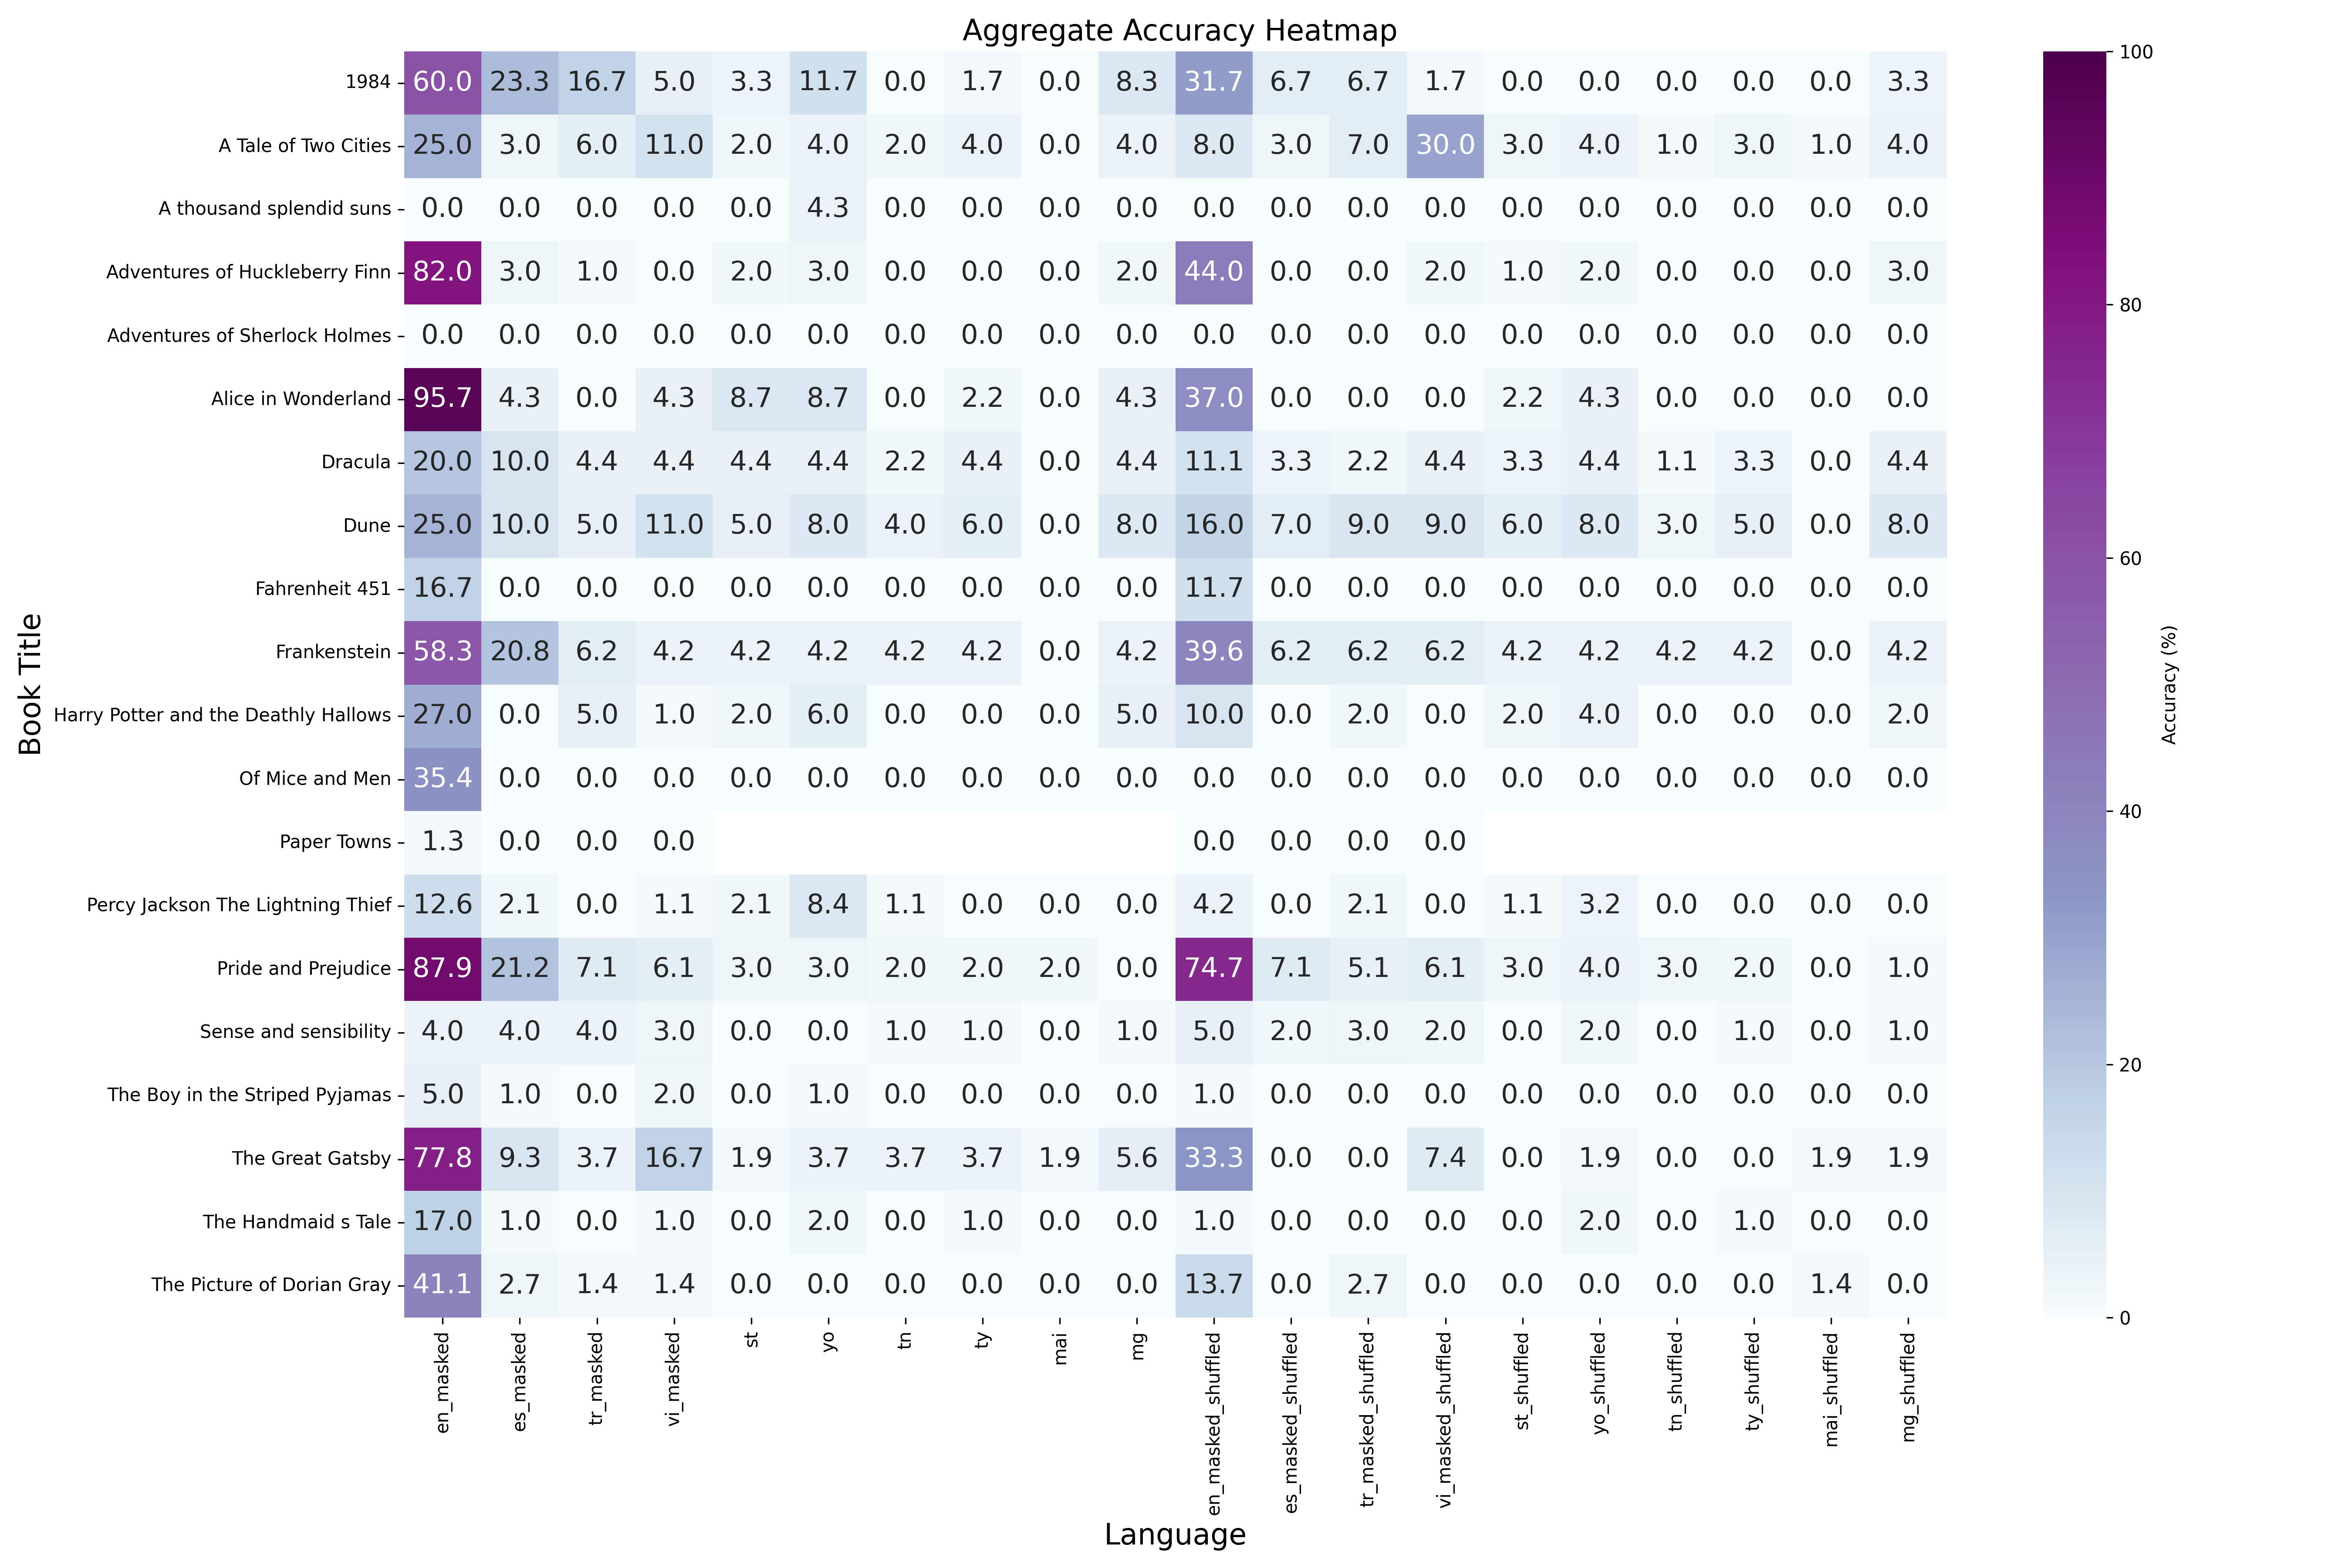 Aggregate Accuracy Heatmap
1984 60.0 23.3 16.7 5.0 3.3 11.7 0.0 1.7 0.0 8.3 31.7 6.7 6.7 1.7 0.0 0.0 0.0 0.0 0.0 3.3
A Tale of Two Cities 25.0 3.0 6.0 11.0 2.0 4.0 2.0 4.0 0.0 4.0 8.0 3.0 7.0 30.0 3.0 4.0 1.0 3.0 1.0 4.0
A thousand splendid suns 0.0 0.0 0.0 0.0 0.0 4.3 0.0 0.0 0.0 0.0 0.0 0.0 0.0 0.0 0.0 0.0 0.0 0.0 0.0 0.0
Adventures of Huckleberry Finn 82.0 3.0 1.0 0.0 2.0 3.0 0.0 0.0 0.0 2.0 44.0 0.0 0.0 2.0 1.0 2.0 0.0 0.0 0.0 3.0
Adventures of Sherlock Holmes 0.0 0.0 0.0 0.0 0.0 0.0 0.0 0.0 0.0 0.0 0.0 0.0 0.0 0.0 0.0 0.0 0.0 0.0 0.0 0.0
Alice in Wonderland 95.7 4.3 0.0 4.3 8.7 8.7 0.0 2.2 0.0 4.3 37.0 0.0 0.0 0.0 2.2 4.3 0.0 0.0 0.0 0.0
Dracula 20.0 10.0 4.4 4.4 4.4 4.4 2.2 4.4 0.0 4.4 11.1 3.3 2.2 4.4 3.3 4.4 1.1 3.3 0.0 4.4
Dune 25.0 10.0 5.0 11.0 5.0 8.0 4.0 6.0 0.0 8.0 16.0 7.0 9.0 9.0 6.0 8.0 3.0 5.0 0.0 8.0
Fahrenheit 451 16.7 0.0 0.0 0.0 0.0 0.0 0.0 0.0 0.0 0.0 11.7 0.0 0.0 0.0 0.0 0.0 0.0 0.0 0.0 0.0
Frankenstein 58.3 20.8 6.2 4.2 4.2 4.2 4.2 4.2 0.0 4.2 39.6 6.2 6.2 6.2 4.2 4.2 4.2 4.2 0.0 4.2
Harry Potter and the Deathly Hallows 27.0 0.0 5.0 1.0 2.0 6.0 0.0 0.0 0.0 5.0 10.0 0.0 2.0 0.0 2.0 4.0 0.0 0.0 0.0 2.0
Of Mice and Men 35.4 0.0 0.0 0.0 0.0 0.0 0.0 0.0 0.0 0.0 0.0 0.0 0.0 0.0 0.0 0.0 0.0 0.0 0.0 0.0
Paper Towns 1.3 0.0 0.0 0.0 0.0 0.0 0.0 0.0
Percy Jackson The Lightning Thief 12.6 2.1 0.0 1.1 2.1 8.4 1.1 0.0 0.0 0.0 4.2 0.0 2.1 0.0 1.1 3.2 0.0 0.0 0.0 0.0
Pride and Prejudice 87.9 21.2 7.1 6.1 3.0 3.0 2.0 2.0 2.0 0.0 74.7 7.1 5.1 6.1 3.0 4.0 3.0 2.0 0.0 1.0
Sense and sensibility 4.0 4.0 4.0 3.0 0.0 0.0 1.0 1.0 0.0 1.0 5.0 2.0 3.0 2.0 0.0 2.0 0.0 1.0 0.0 1.0
The Boy in the Striped Pyjamas 5.0 1.0 0.0 2.0 0.0 1.0 0.0 0.0 0.0 0.0 1.0 0.0 0.0 0.0 0.0 0.0 0.0 0.0 0.0 0.0
The Great Gatsby 77.8 9.3 3.7 16.7 1.9 3.7 3.7 3.7 1.9 5.6 33.3 0.0 0.0 7.4 0.0 1.9 0.0 0.0 1.9 1.9
The Handmaid s Tale 17.0 1.0 0.0 1.0 0.0 2.0 0.0 1.0 0.0 0.0 1.0 0.0 0.0 0.0 0.0 2.0 0.0 1.0 0.0 0.0
The Picture of Dorian Gray 41.1 2.7 1.4 1.4 0.0 0.0 0.0 0.0 0.0 0.0 13.7 0.0 2.7 0.0 0.0 0.0 0.0 0.0 1.4 0.0
Book Title
en_masked
es_masked
tr_masked
vi_masked
st
yo
tn
ty
mai
mg
en_masked_shuffled
es_masked_shuffled
tr_masked_shuffled
vi_masked_shuffled
st_shuffled
yo_shuffled
tn_shuffled
ty_shuffled
mai_shuffled
mg_shuffled
Language
100
80
60
40
20
0
Accuracy (%)